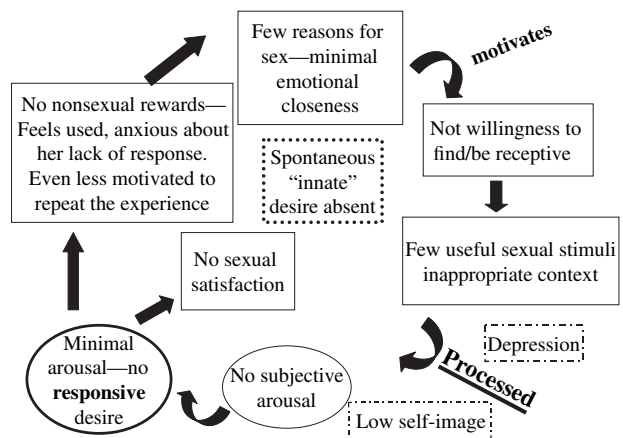 Few reasons for
sex—minimal
emotional
closeness
motivates
Not willingness to
find/be receptive
Few useful sexual stimuli
inappropriate context
Processed
Depression
Low self-image
No subjective
arousal
Minimal
arousal—no
responsive
desire
No sexual
satisfaction
No nonsexual rewards—
Feels used, anxious about
her lack of response.
Even less motivated to
repeat the experience
Spontaneous
“innate”
desire absent